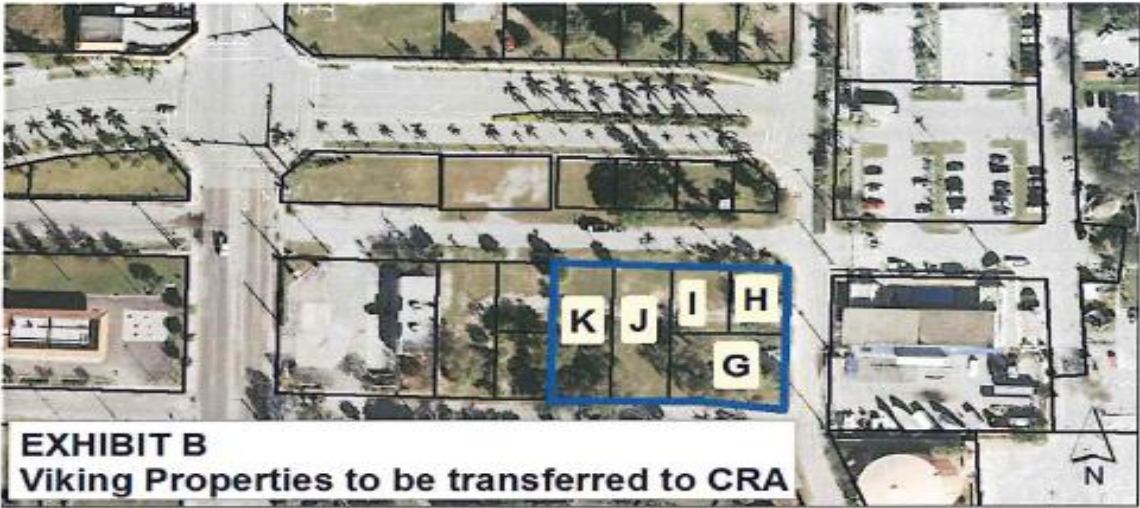 K J I H
G
EXHIBIT B
Viking Properties to be transferred to CRA
N